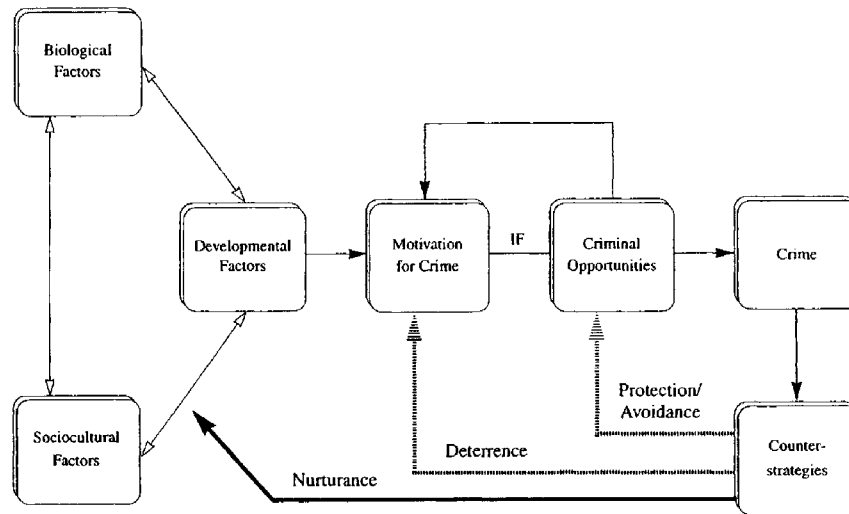 Biological
Factors
Developmental
Factors
Motivation
for Crime
IF
Criminal
Opportunities
Crime
Sociocultural
Factors
Protection/
Avoidance
Deterrence
Nurturance
Counter-
strategies